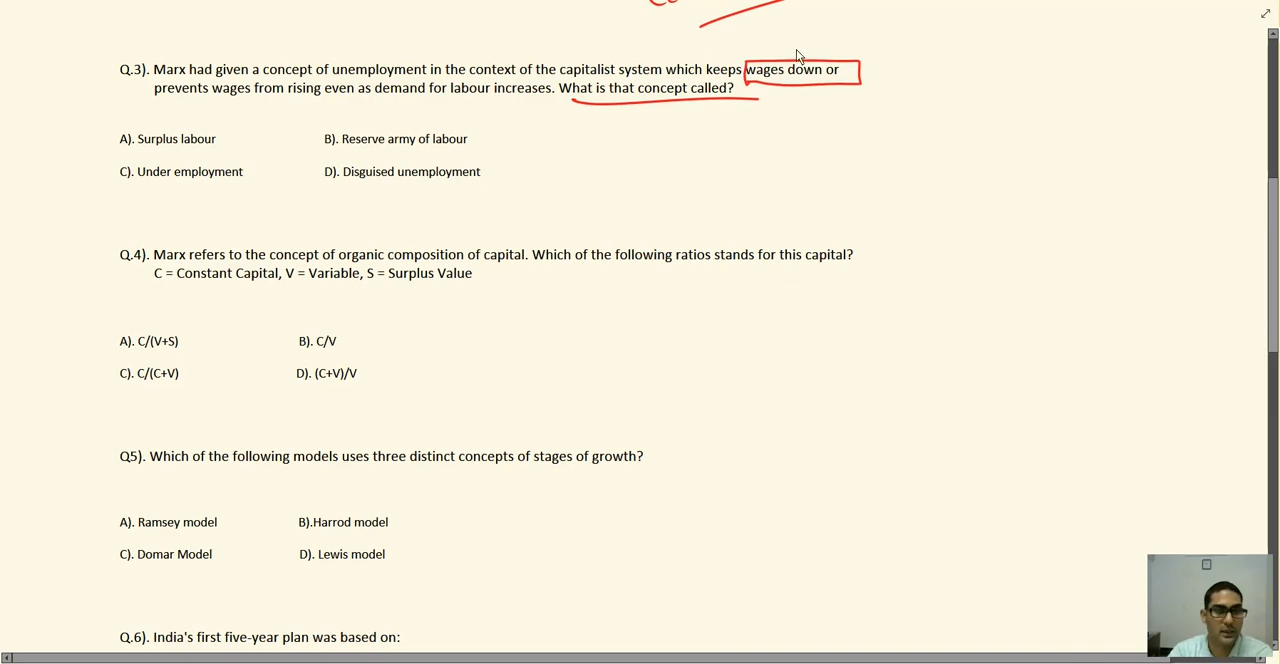 Q.3). Marx had given a concept of unemployment in the context of the capitalist system which keeps wages down or
prevents wages from rising even as demand for labour increases. What is that concept called?
A). Surplus labour B). Reserve army of labour
C). Under employment D). Disguised unemployment
Q.4). Marx refers to the concept of organic composition of capital. Which of the following ratios stands for this capital?
C = Constant Capital, V = Variable, S = Surplus Value
A). C/(V+S) B). C/V
C). C/(C+V) D). (C+V)/V
Q5). Which of the following models uses three distinct concepts of stages of growth?
A). Ramsey model B).Harrod model
C). Domar Model D). Lewis model
Q.6). India's first five-year plan was based on: